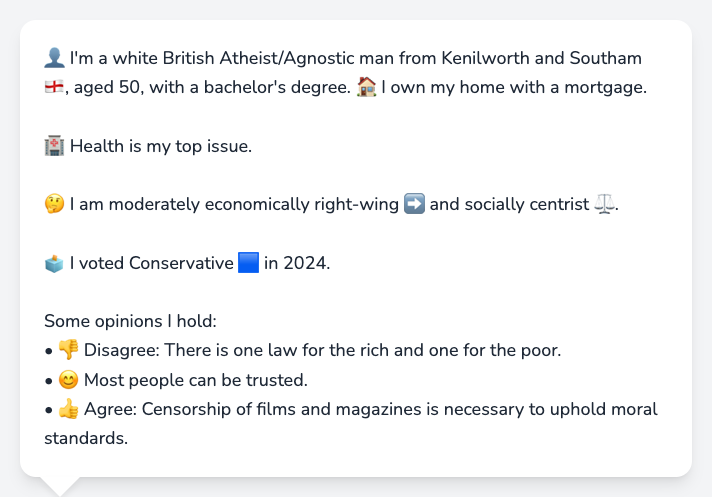 👤 I'm a white British Atheist/Agnostic man from Kenilworth and Southam
🏴󠁧󠁢󠁥󠁮󠁧󠁿, aged 50, with a bachelor's degree. 🏠 I own my home with a mortgage.
🏥 Health is my top issue.
🤔 I am moderately economically right-wing ➡️ and socially centrist ⚖️.
🗳️ I voted Conservative 🟦 in 2024.
Some opinions I hold:
• 👎 Disagree: There is one law for the rich and one for the poor.
• 😊 Most people can be trusted.
• 👍 Agree: Censorship of films and magazines is necessary to uphold moral
standards.